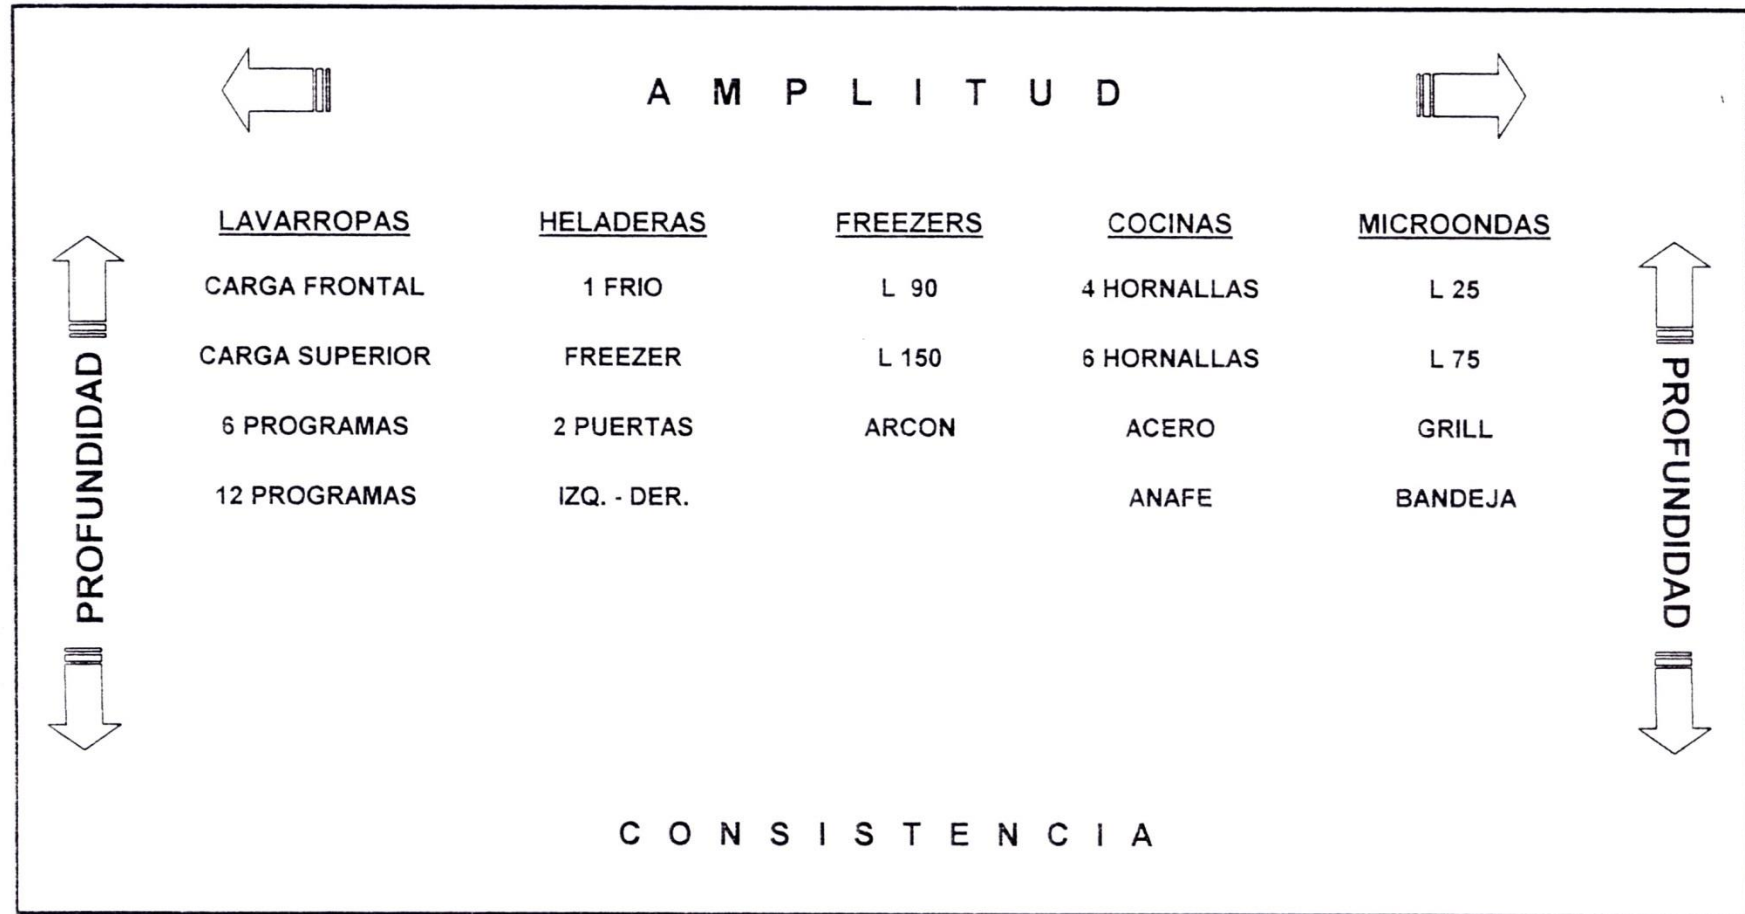 A M P L I T U D
LAVARROPAS HELADERAS FREEZERS COCINAS MICROONDAS
CARGA FRONTAL 1 FRIO L 90 4 HORNALLAS L 25
CARGA SUPERIOR FREEZER L 150 6 HORNALLAS L 75
6 PROGRAMAS 2 PUERTAS ARCON ACERO GRILL
12 PROGRAMAS IZQ. - DER. ANAFE BANDEJA
PROFUNDIDAD
PROFUNDIDAD
C O N S I S T E N C I A